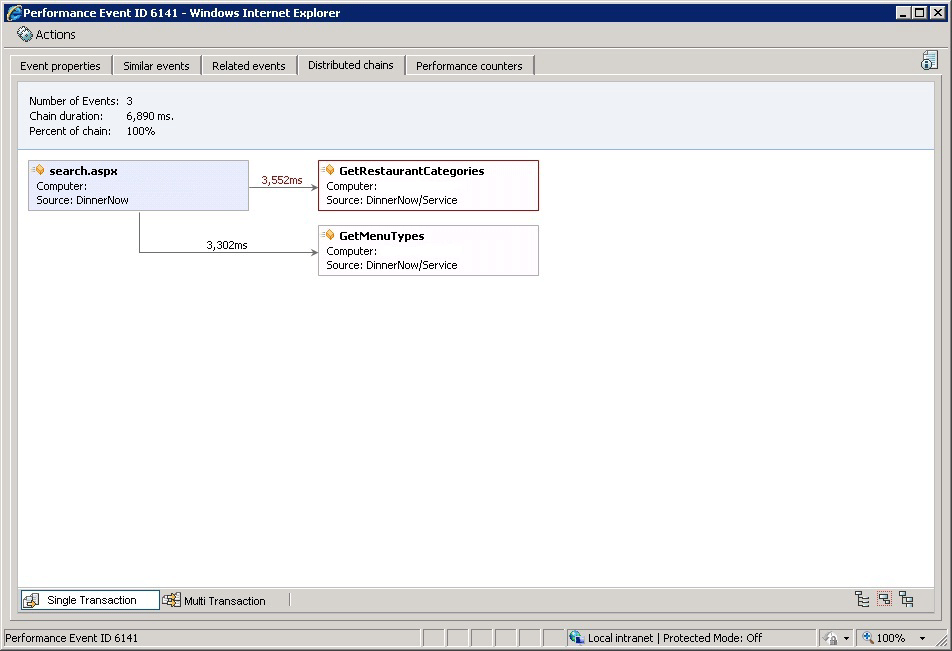 Performance Event ID 6141 - Windows Internet Explorer
Actions
Event properties Similar events Related events Distributed chains Performance counters
Number of Events: 3
Chain duration: 6,890 ms.
Percent of chain: 100%
search.aspx
Computer:
Source: DinnerNow
3,552ms
GetRestaurantCategories
Computer:
Source: DinnerNow/Service
3,302ms
GetMenuTypes
Computer:
Source: DinnerNow/Service
Single Transaction Multi Transaction
Performance Event ID 6141 Local intranet | Protected Mode: Off 100%